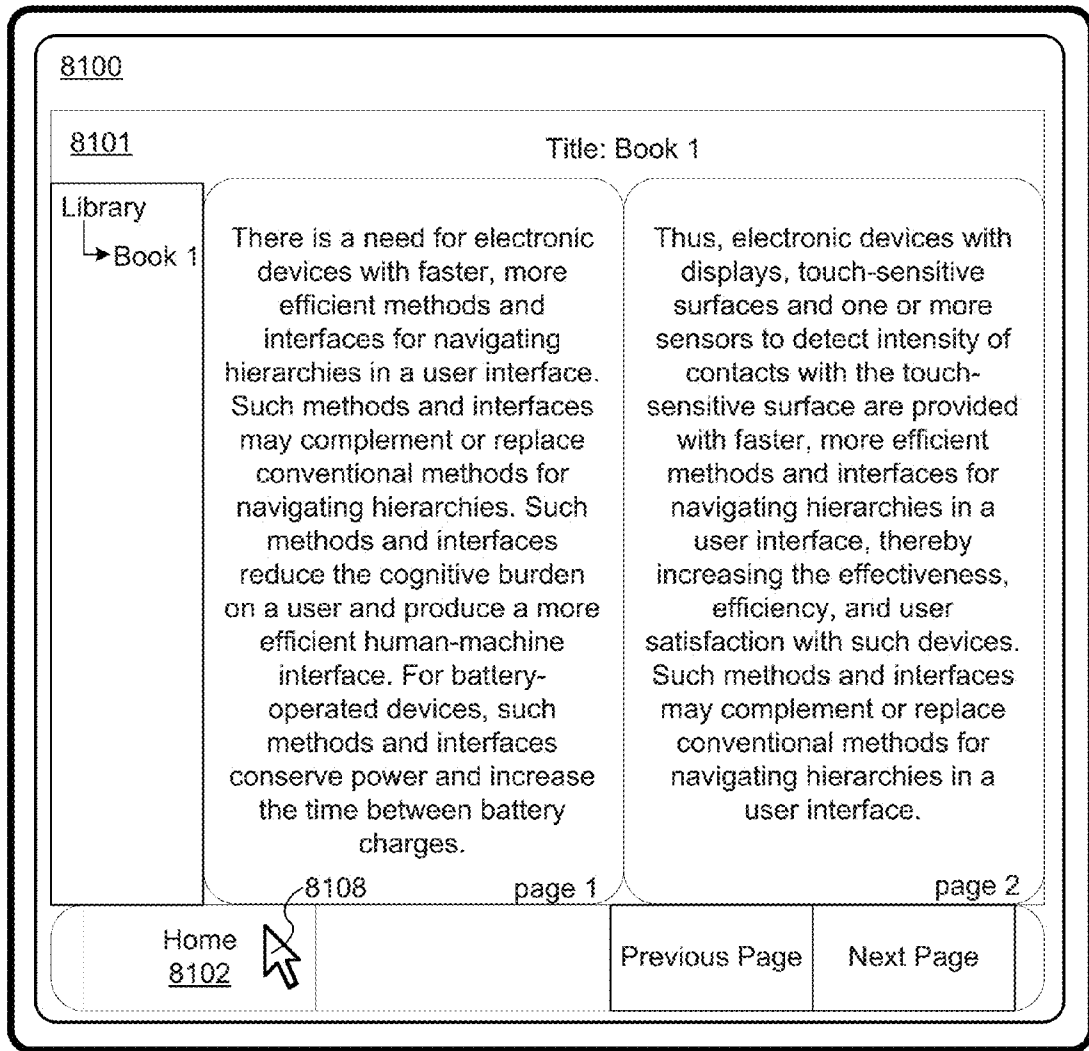 8100
8101
Title: Book 1
Library
Book 1
There is a need for electronic
devices with faster, more
efficient methods and
interfaces for navigating
hierarchies in a user interface.
Such methods and interfaces
may complement or replace
conventional methods for
navigating hierarchies. Such
methods and interfaces
reduce the cognitive burden
on a user and produce a more
efficient human-machine
interface. For battery-
operated devices, such
methods and interfaces
conserve power and increase
the time between battery
charges.
page 1
Thus, electronic devices with
displays, touch-sensitive
surfaces and one or more
sensors to detect intensity of
contacts with the touch-
sensitive surface are provided
with faster, more efficient
methods and interfaces for
navigating hierarchies in a
user interface, thereby
increasing the effectiveness,
efficiency, and user
satisfaction with such devices.
Such methods and interfaces
may complement or replace
conventional methods for
navigating hierarchies in a
user interface.
page 2
8108
Home
8102
Previous Page
Next Page